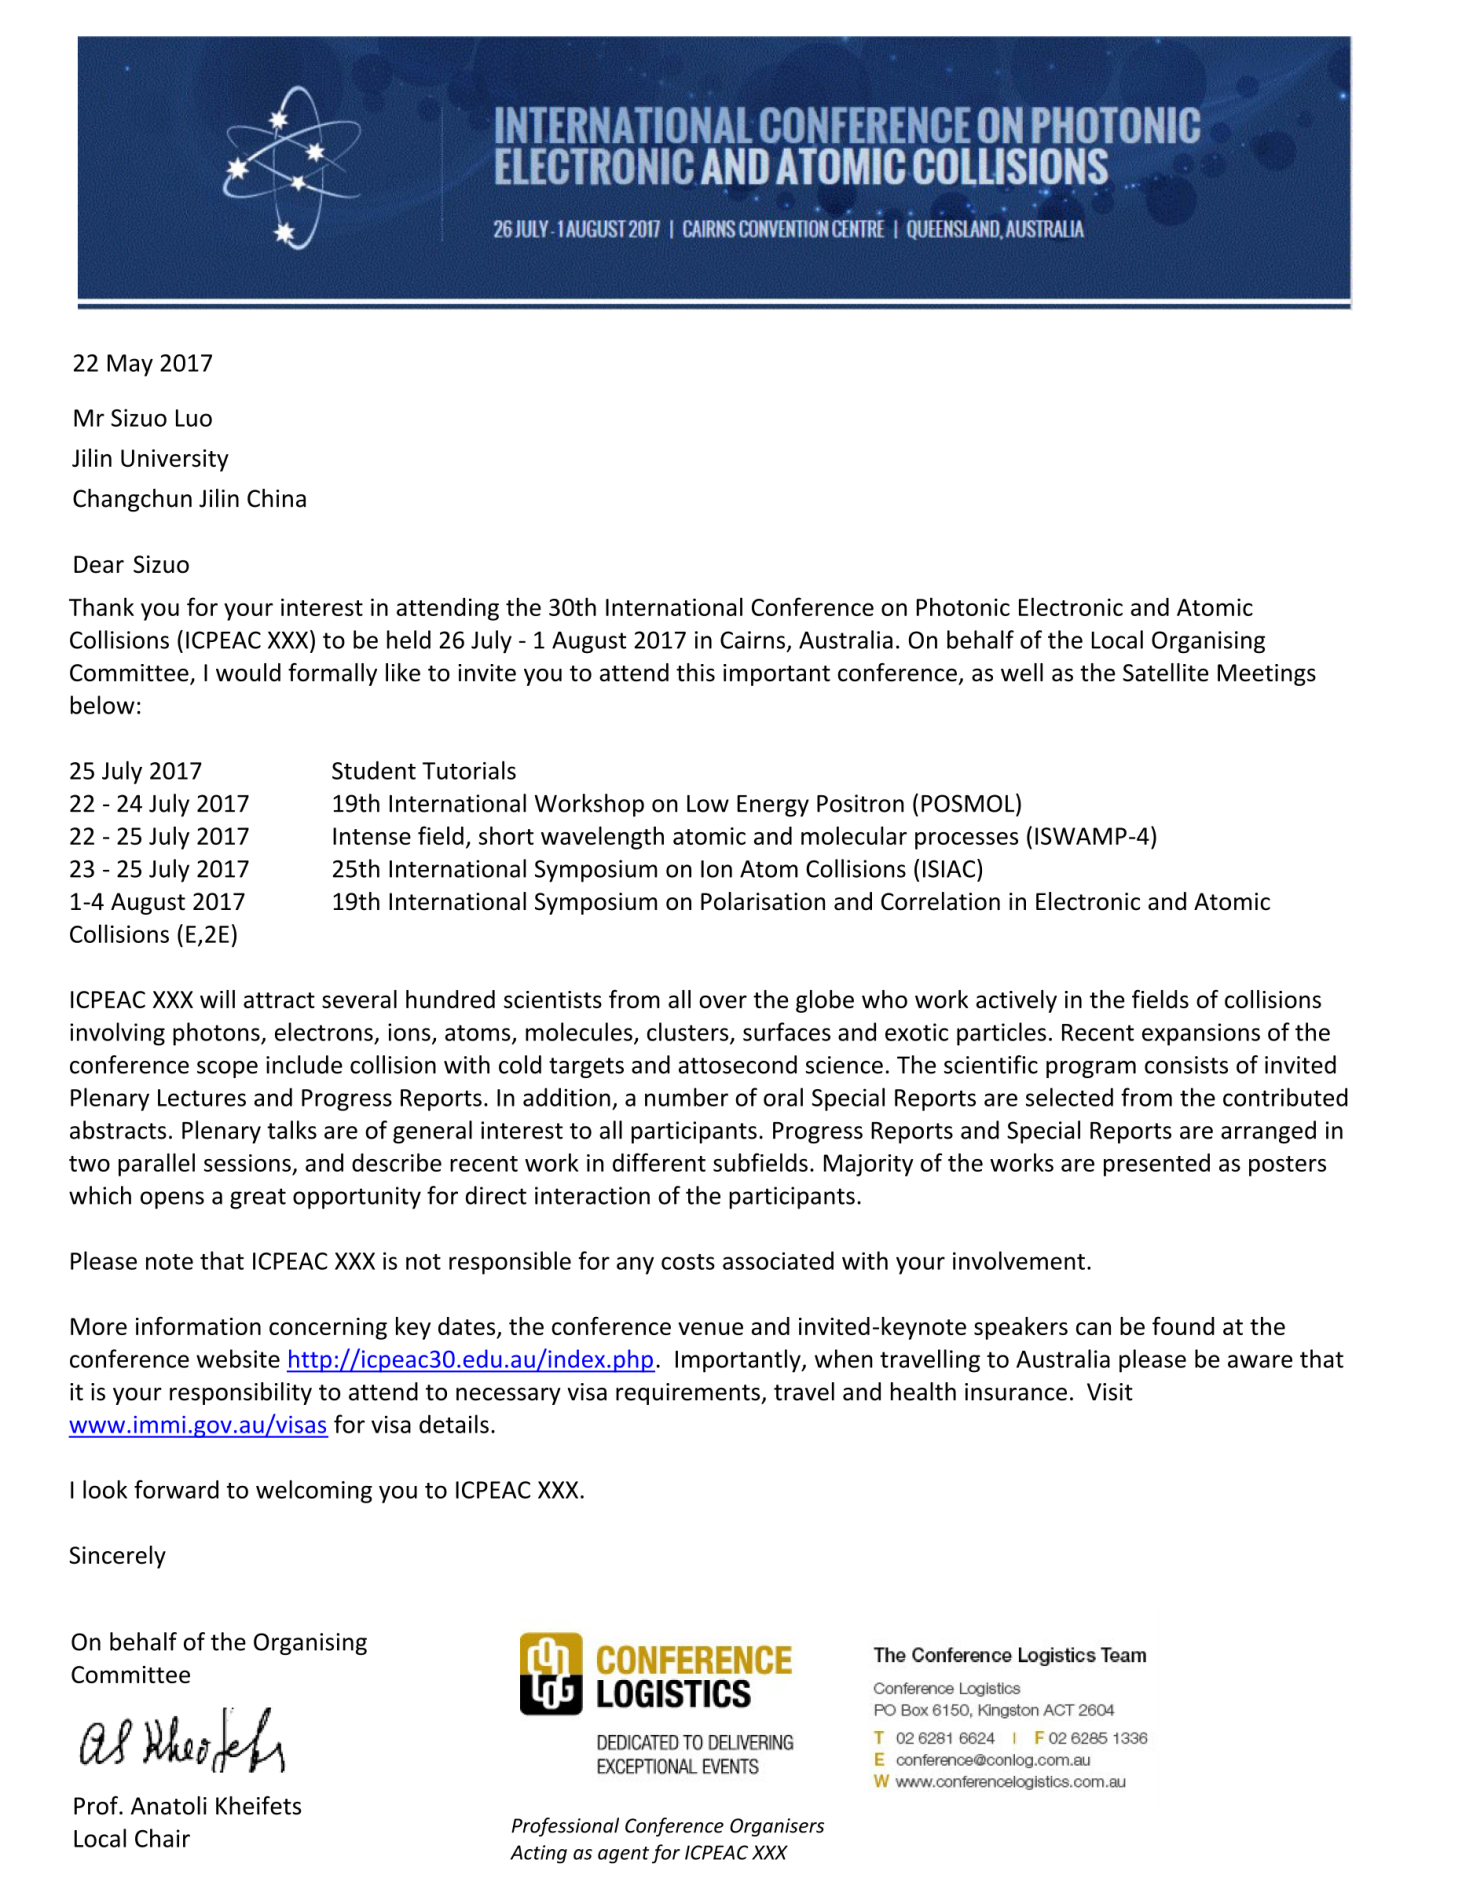 INTERNATIONAL CONFERENCE ON PHOTONIC
ELECTRONIC AND ATOMIC COLLISIONS
26 JULY - 1 AUGUST 2017 | CAIRNS CONVENTION CENTRE | QUEENSLAND, AUSTRALIA
22 May 2017
Mr Sizuo Luo
Jilin University
Changchun Jilin China
Dear Sizuo
Thank you for your interest in attending the 30th International Conference on Photonic Electronic and Atomic
Collisions (ICPEAC XXX) to be held 26 July - 1 August 2017 in Cairns, Australia. On behalf of the Local Organising
Committee, I would formally like to invite you to attend this important conference, as well as the Satellite Meetings
below:
25 July 2017 Student Tutorials
22 - 24 July 2017 19th International Workshop on Low Energy Positron (POSMOL)
22 - 25 July 2017 Intense field, short wavelength atomic and molecular processes (ISWAMP-4)
23 - 25 July 2017 25th International Symposium on Ion Atom Collisions (ISIAC)
1-4 August 2017 19th International Symposium on Polarisation and Correlation in Electronic and Atomic
Collisions (E,2E)
ICPEAC XXX will attract several hundred scientists from all over the globe who work actively in the fields of collisions
involving photons, electrons, ions, atoms, molecules, clusters, surfaces and exotic particles. Recent expansions of the
conference scope include collision with cold targets and attosecond science. The scientific program consists of invited
Plenary Lectures and Progress Reports. In addition, a number of oral Special Reports are selected from the contributed
abstracts. Plenary talks are of general interest to all participants. Progress Reports and Special Reports are arranged in
two parallel sessions, and describe recent work in different subfields. Majority of the works are presented as posters
which opens a great opportunity for direct interaction of the participants.
Please note that ICPEAC XXX is not responsible for any costs associated with your involvement.
More information concerning key dates, the conference venue and invited-keynote speakers can be found at the
conference website http://icpeac30.edu.au/index.php. Importantly, when travelling to Australia please be aware that
it is your responsibility to attend to necessary visa requirements, travel and health insurance. Visit
www.immi.gov.au/visas for visa details.
I look forward to welcoming you to ICPEAC XXX.
Sincerely
On behalf of the Organising
Committee
Prof. Anatoli Kheifets
Local Chair
CONFERENCE
LOGISTICS
DEDICATED TO DELIVERING
EXCEPTIONAL EVENTS
Professional Conference Organisers
Acting as agent for ICPEAC XXX
The Conference Logistics Team
Conference Logistics
PO Box 6150, Kingston ACT 2604
T 02 6281 6624 | F 02 6285 1336
E conference@conlog.com.au
W www.conferencelogistics.com.au